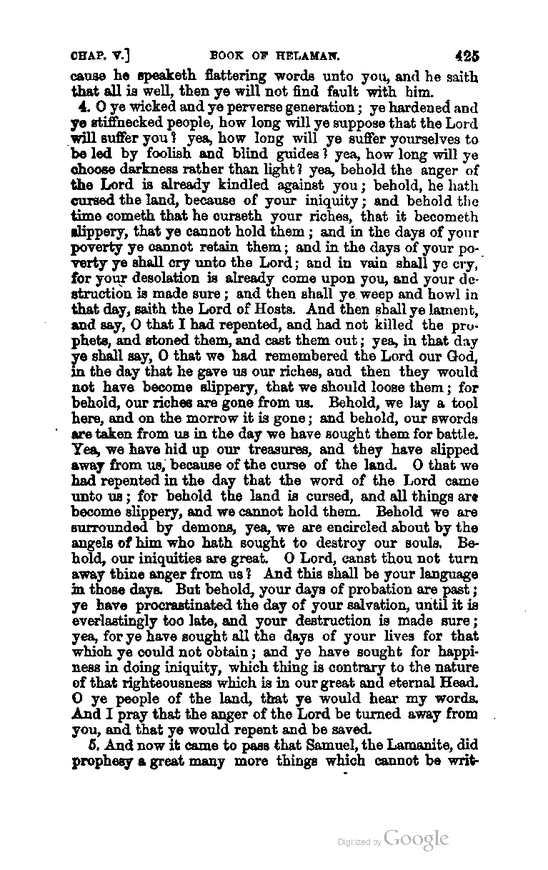 CHAP. V.] BOOK OF HELAMAN. 425
cause he speaketh flattering words unto you, and he saith
that all is well, then ye will not find fault with him.
4. O ye wicked and ye perverse generation; ye hardened and
ye stiffnecked people, how long will ye suppose that the Lord
will suffer you? yea, how long will ye suffer yourselves to
be led by foolish and blind guides? yea, how long will ye
choose darkness rather than light? yea, behold the anger of
the Lord is already kindled against you; behold, he hath
cursed the land, because of your iniquity; and behold the
time cometh that he curseth your riches, that it becometh
slippery, that ye cannot hold them; and in the days of your
poverty ye cannot retain them; and in the days of your po-
verty ye shall cry unto the Lord; and in vain shall ye cry,
for your desolation is already come upon you, and your de-
struction is made sure; and then shall ye weep and howl in
that day, saith the Lord of Hosts. And then shall ye lament,
and say, O that I had repented, and had not killed the pro-
phets, and stoned them, and cast them out; yea, in that day
ye shall say, O that we had remembered the Lord our God,
in the day that he gave us our riches, and then they would
not have become slippery, that we should loose them; for
behold, our riches are gone from us. Behold, we lay a tool
here, and on the morrow it is gone; and behold, our swords
are taken from us in the day we have sought them for battle.
Yea, we have hid up our treasures, and they have slipped
away from us, because of the curse of the land. O that we
had repented in the day that the word of the Lord came
unto us; for behold the land is cursed, and all things are
become slippery, and we cannot hold them. Behold we are
surrounded by demons, yea, we are encircled about by the
angels of him who hath sought to destroy our souls. Be-
hold, our iniquities are great. O Lord, canst thou not turn
away thine anger from us? And this shall be your language
in those days. But behold, your days of probation are past;
ye have procrastinated the day of your salvation, until it is
everlastingly too late, and your destruction is made sure;
yea, for ye have sought all the days of your lives for that
which ye could not obtain; and ye have sought for happi-
ness in doing iniquity, which thing is contrary to the nature
of that righteousness which is in our great and eternal Head.
O ye people of the land, that ye would hear my words.
And I pray that the anger of the Lord be turned away from
you, and that ye would repent and be saved.
5. And now it came to pass that Samuel, the Lamanite, did
prophesy a great many more things which cannot be writ-
Digitized by Google